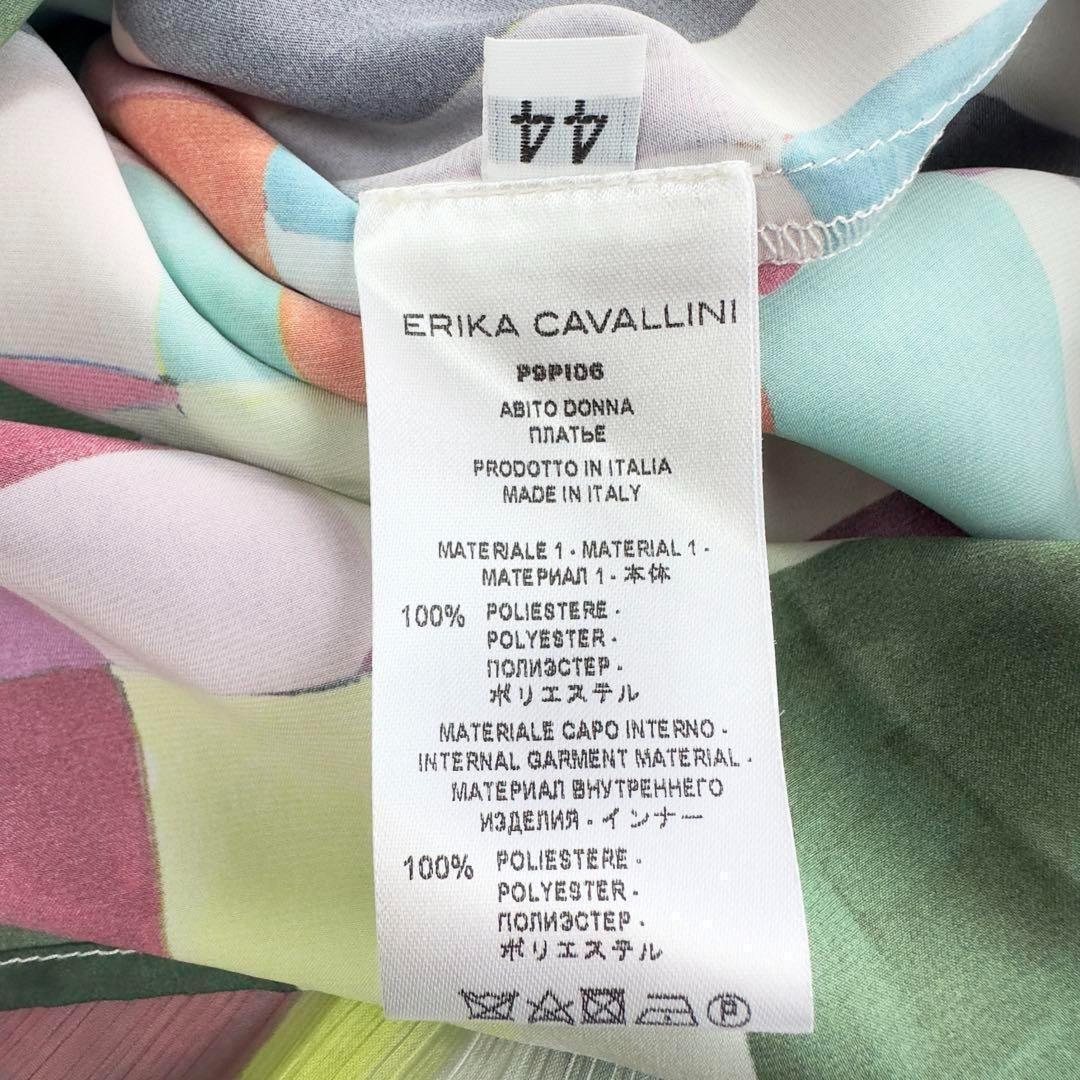 44
ERIKA CAVALLINI
P9PI06
ABITO DONNA
ПЛАТЬЕ
PRODOTTO IN ITALIA
MADE IN ITALY
MATERIALE 1 - MATERIAL 1 -
МАТЕРИАЛ 1 - 本体
100% POLIESTERE -
POLYESTER -
ПОЛИЭСТЕР -
ポリエステル
MATERIALE CAPO INTERNO -
INTERNAL GARMENT MATERIAL -
МАТЕРИАЛ ВНУТРЕННЕГО
ИЗДЕЛИЯ - インナー
100% POLIESTERE -
POLYESTER -
ПОЛИЭСТЕР -
ポリエステル
P